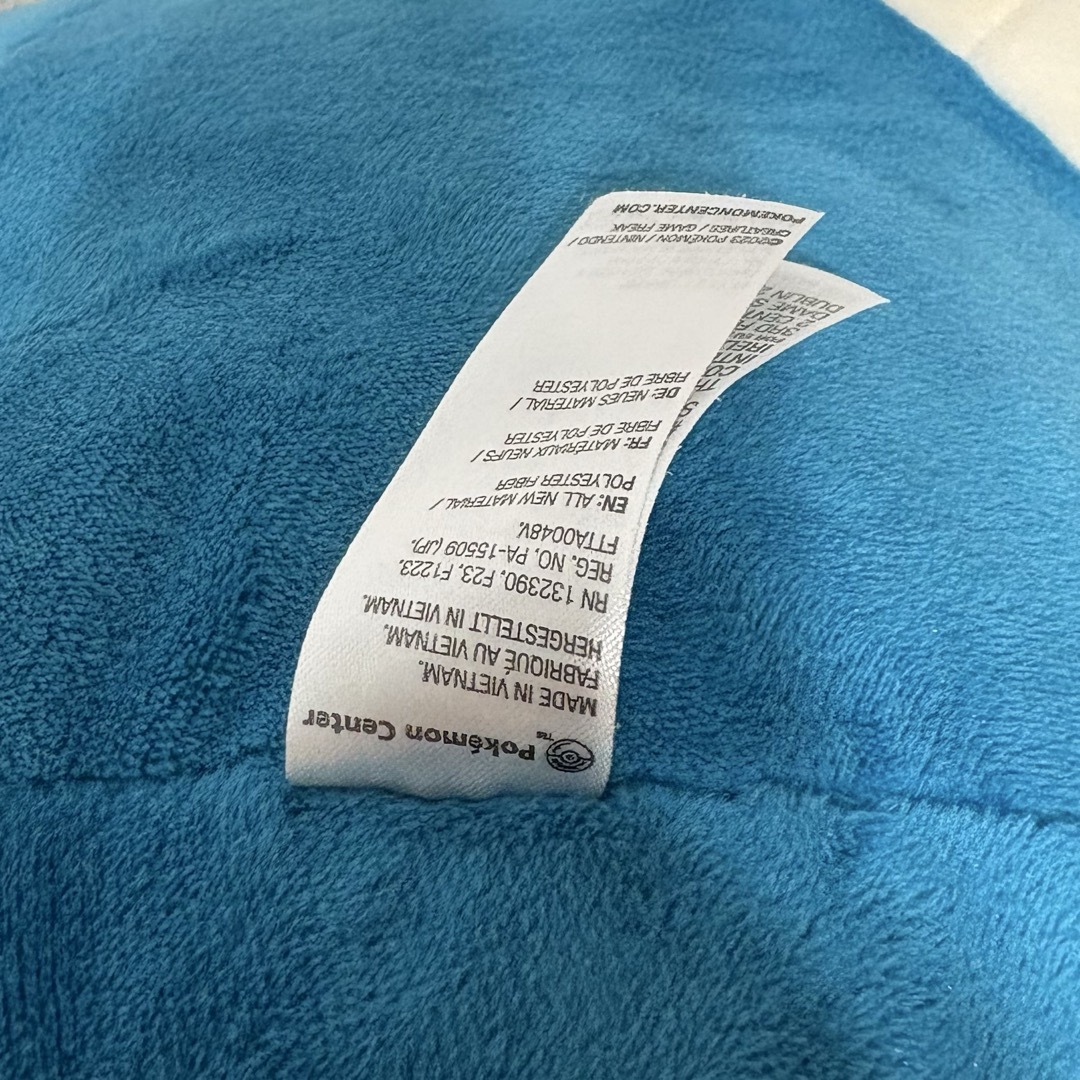 Pokémon Center
MADE IN VIETNAM.
FABRIQUÉ AU VIETNAM.
HERGESTELLT IN VIETNAM.
RN 132390. F23. F1223.
REG. NO. PA-15509 (JP).
FTTA0048V.
EN: ALL NEW MATERIAL /
POLYESTER FIBER
FR: MATÉRIAUX NEUFS /
FIBRE DE POLYESTER
DE: NEUES MATERIAL /
FIBRE DE POLYESTER
©2023 POKÉMON / NINTENDO /
CREATURES / GAME FREAK
POKEMONCENTER.COM
DUBLIN 2